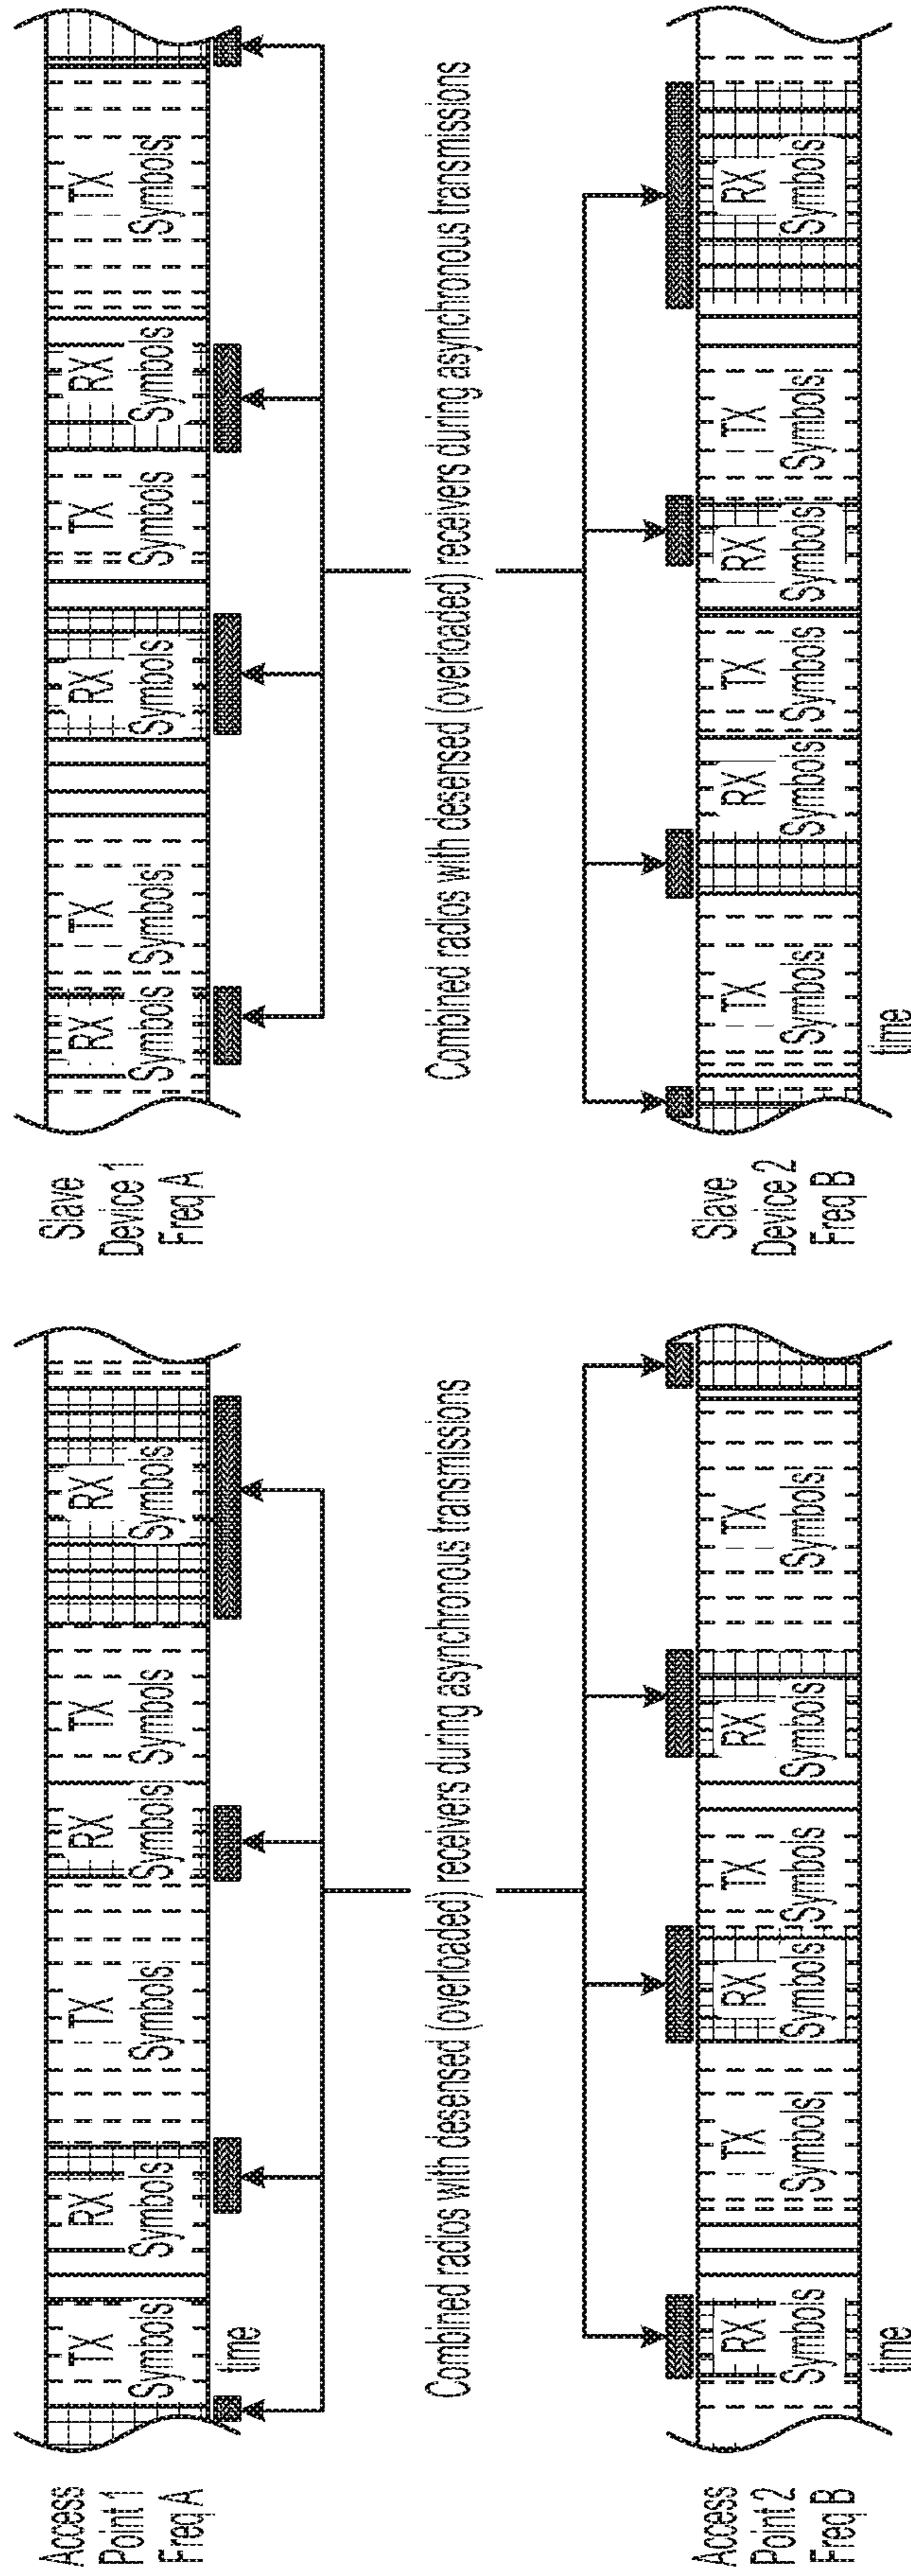 Access
Point 1
Freq A
TX
Symbols
RX
Symbols
TX
Symbols
RX
Symbols
TX
Symbols
RX
Symbols
time
Combined radios with desensed (overloaded) receivers during asynchronous transmissions
Access
Point 2
Freq B
RX
Symbols
TX
Symbols
RX
Symbols
TX
Symbols
RX
Symbols
TX
Symbols
time
Slave
Device 1
Freq A
RX
Symbols
TX
Symbols
RX
Symbols
TX
Symbols
RX
Symbols
TX
Symbols
Combined radios with desensed (overloaded) receivers during asynchronous transmissions
Slave
Device 2
Freq B
TX
Symbols
RX
Symbols
TX
Symbols
RX
Symbols
TX
Symbols
RX
Symbols
time